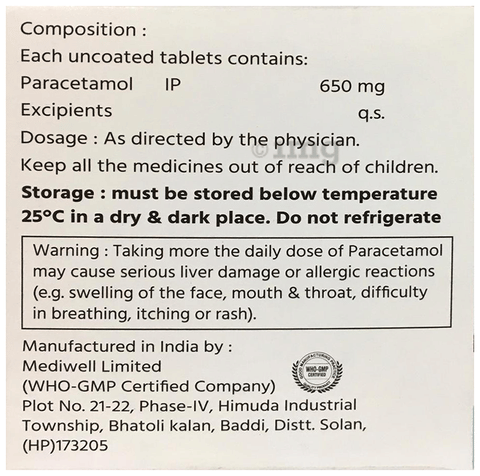 Composition :
Each uncoated tablets contains:
Paracetamol IP 650 mg
Excipients q.s.
Dosage : As directed by the physician.
Keep all the medicines out of reach of children.
Storage : must be stored below temperature
25°C in a dry & dark place. Do not refrigerate
Warning : Taking more the daily dose of Paracetamol
may cause serious liver damage or allergic reactions
(e.g. swelling of the face, mouth & throat, difficulty
in breathing, itching or rash).
Manufactured in India by :
Mediwell Limited
(WHO-GMP Certified Company)
Plot No. 21-22, Phase-IV, Himuda Industrial
Township, Bhatoli kalan, Baddi, Distt. Solan,
(HP)173205
WHO-GMP
CERTIFIED